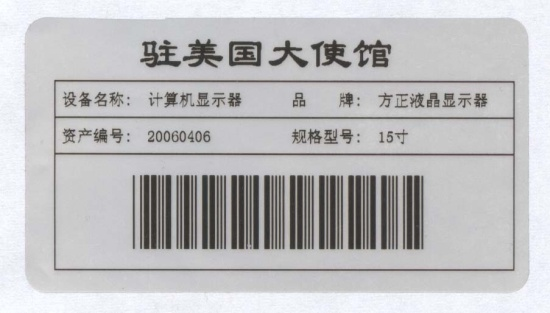 驻美国大使馆
设备名称: 计算机显示器 品 牌: 方正液晶显示器
资产编号: 20060406 规格型号: 15寸